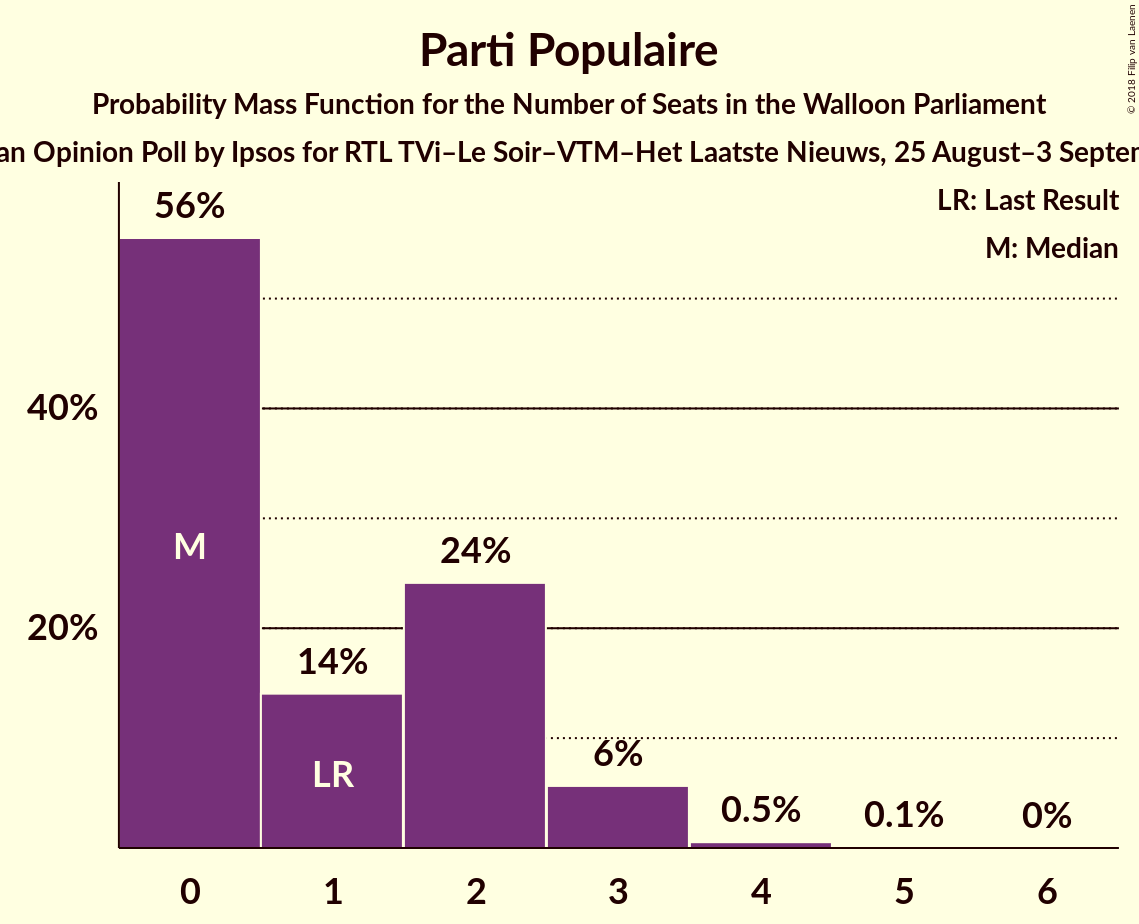 Parti Populaire
Probability Mass Function for the Number of Seats in the Walloon Parliament
an Opinion Poll by Ipsos for RTL TVi–Le Soir–VTM–Het Laatste Nieuws, 25 August–3 Septem
© 2018 Filip van Laenen
LR: Last Result
M: Median
56%
40%
M
24%
20%
14%
LR
6%
0.5%
0.1%
0%
0 1 2 3 4 5 6